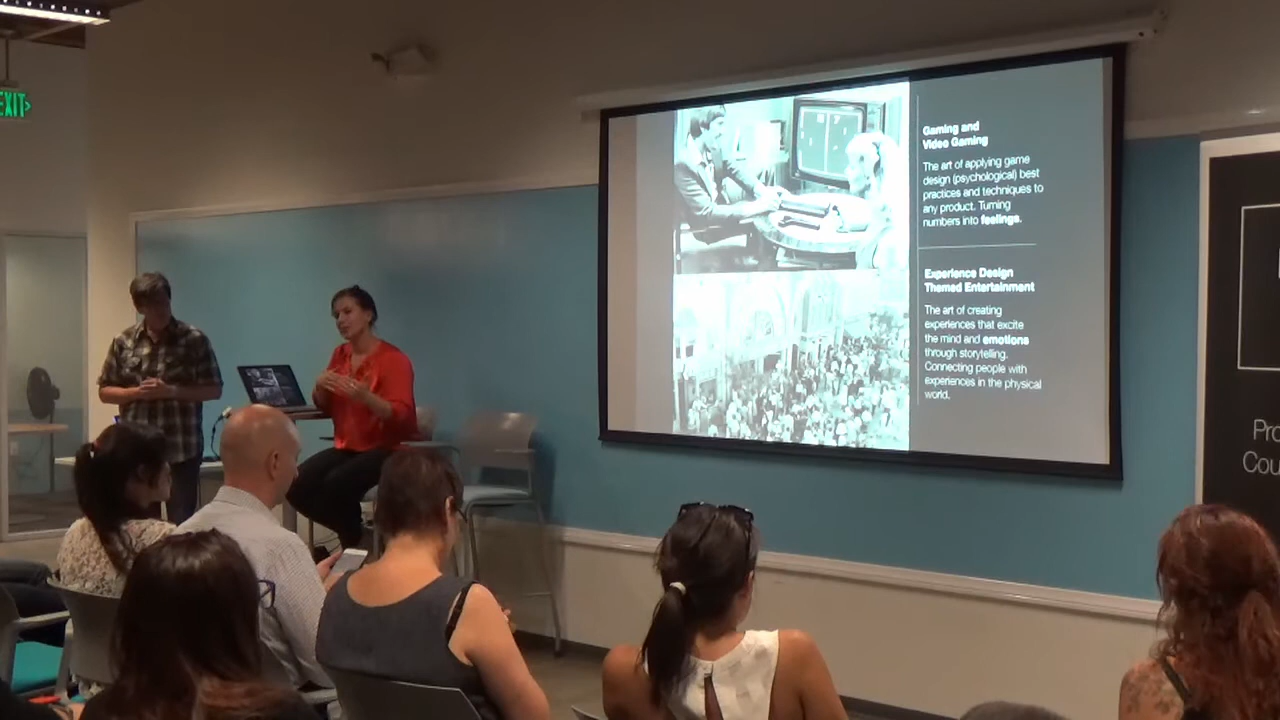 EXIT
Gaming and
Video Gaming
The art of applying game
design (psychological) best
practices and techniques to
any product. Turning
numbers into feelings.
Experience Design
Themed Entertainment
The art of creating
experiences that excite
the mind and emotions
through storytelling.
Connecting people with
experiences in the physical
world.
Pro
Cou